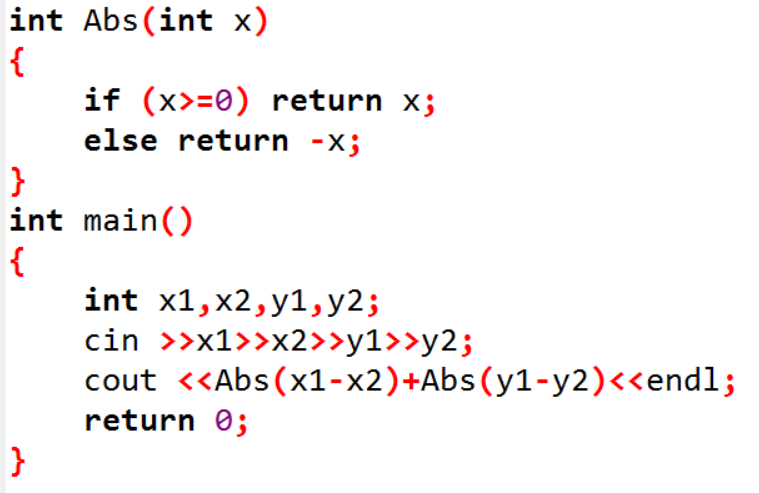 int Abs(int x)
{
    if (x>=0) return x;
    else return -x;
}
int main()
{
    int x1,x2,y1,y2;
    cin >>x1>>x2>>y1>>y2;
    cout <<Abs(x1-x2)+Abs(y1-y2)<<endl;
    return 0;
}